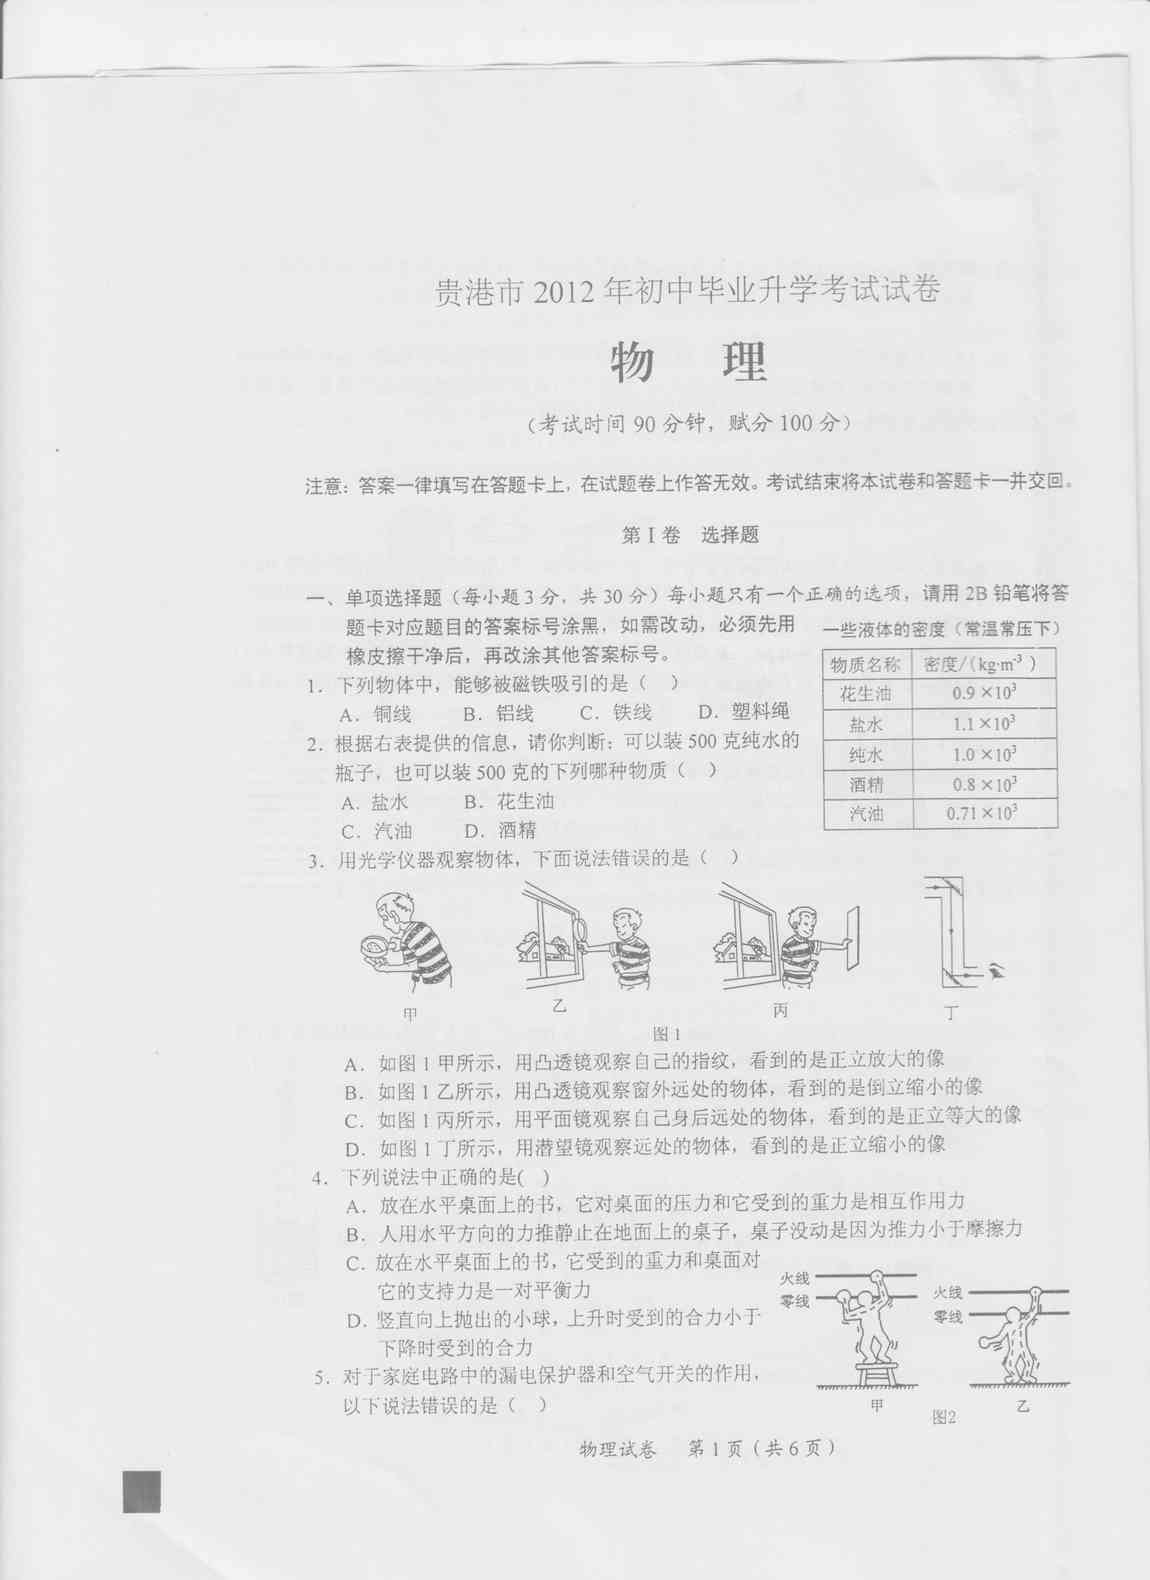 贵港市 2012 年初中毕业升学考试试卷
物 理
（考试时间 90 分钟，赋分 100 分）
注意：答案一律填写在答题卡上，在试题卷上作答无效。考试结束将本试卷和答题卡一并交回。
第 I 卷 选择题
一、单项选择题（每小题 3 分，共 30 分）每小题只有一个正确的选项，请用 2B 铅笔将答
题卡对应题目的答案标号涂黑，如需改动，必须先用
橡皮擦干净后，再改涂其他答案标号。
一些液体的密度（常温常压下）
物质名称 密度/(kg·m⁻³ )
花生油 0.9×10³
盐水 1.1×10³
纯水 1.0×10³
酒精 0.8×10³
汽油 0.71×10³
1．下列物体中，能够被磁铁吸引的是（ ）
A．铜线 B．铝线 C．铁线 D．塑料绳
2．根据右表提供的信息，请你判断：可以装 500 克纯水的
瓶子，也可以装 500 克的下列哪种物质（ ）
A．盐水 B．花生油
C．汽油 D．酒精
3．用光学仪器观察物体，下面说法错误的是（ ）
甲 乙 丙 丁
图 1
A．如图 1 甲所示，用凸透镜观察自己的指纹，看到的是正立放大的像
B．如图 1 乙所示，用凸透镜观察窗外远处的物体，看到的是倒立缩小的像
C．如图 1 丙所示，用平面镜观察自己身后远处的物体，看到的是正立等大的像
D．如图 1 丁所示，用潜望镜观察远处的物体，看到的是正立缩小的像
4．下列说法中正确的是( )
A．放在水平桌面上的书，它对桌面的压力和它受到的重力是相互作用力
B．人用水平方向的力推静止在地面上的桌子，桌子没动是因为推力小于摩擦力
C．放在水平桌面上的书，它受到的重力和桌面对
它的支持力是一对平衡力
D．竖直向上抛出的小球，上升时受到的合力小于
下降时受到的合力
5．对于家庭电路中的漏电保护器和空气开关的作用，
以下说法错误的是（ ）
火线
零线
甲
火线
零线
乙
图2
物理试卷 第 1 页（共 6 页）